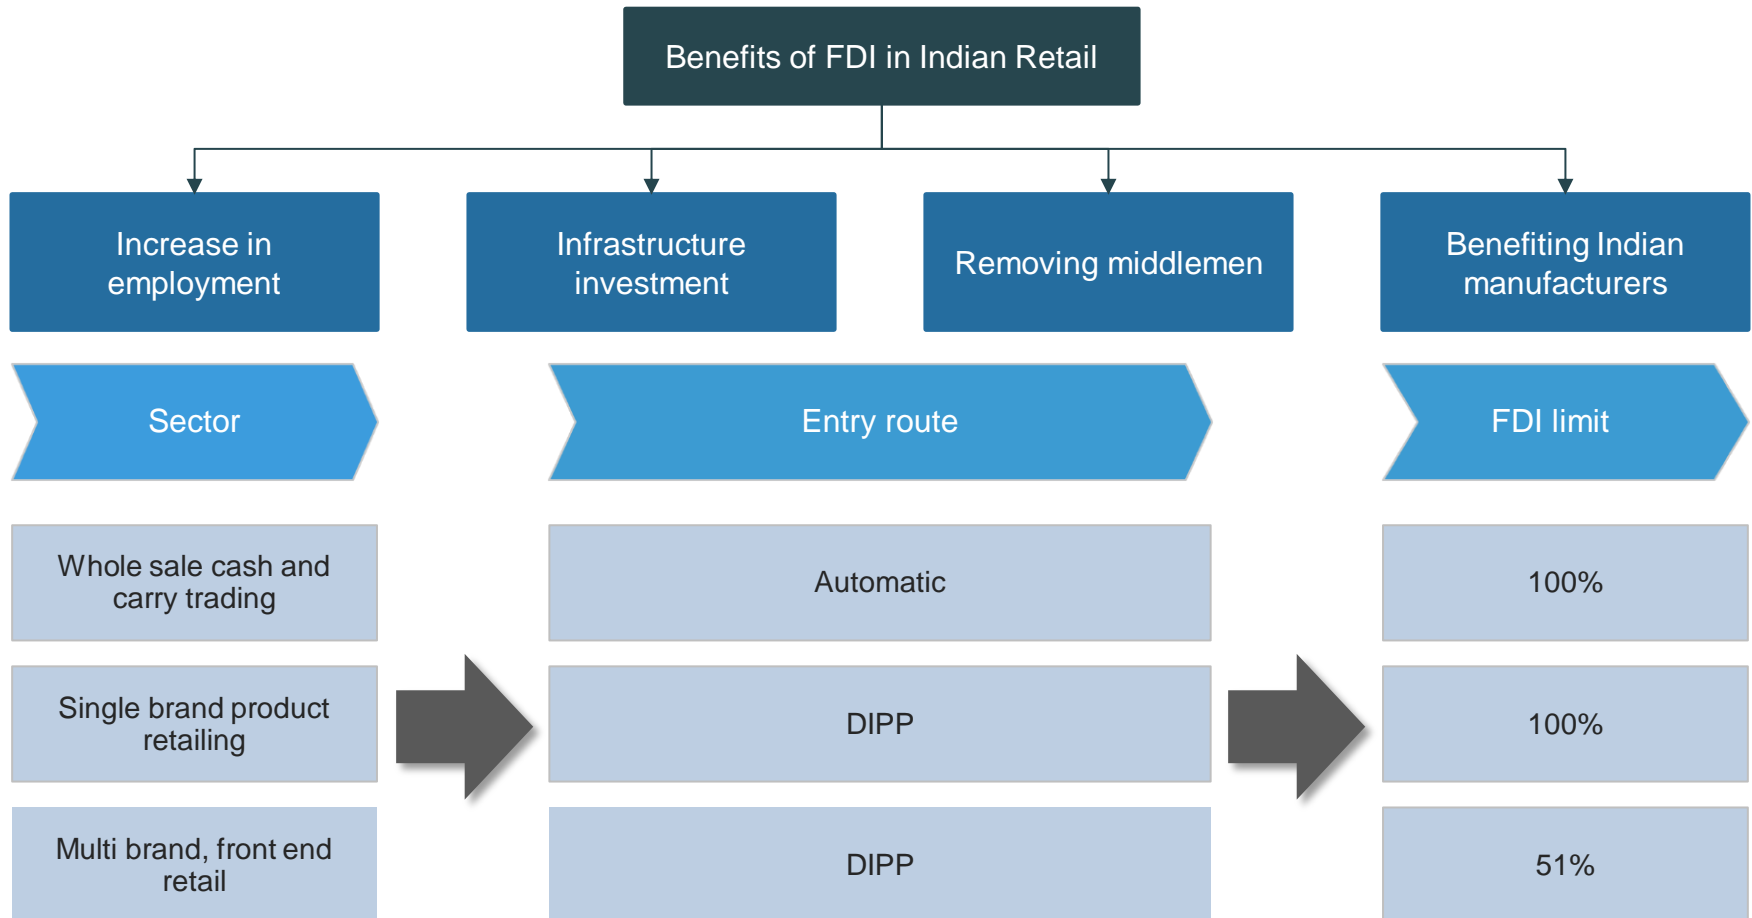 Benefits of FDI in Indian Retail
Increase in
employment
Infrastructure
investment
Removing middlemen
Benefiting Indian
manufacturers
Sector
Entry route
FDI limit
Whole sale cash and
carry trading
Automatic
100%
Single brand product
retailing
DIPP
100%
Multi brand, front end
retail
DIPP
51%